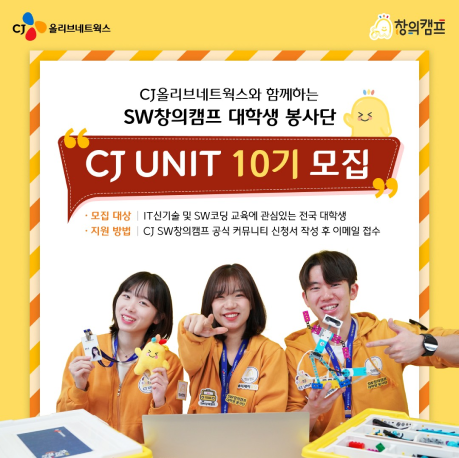 CJ 올리브네트웍스
창의캠프
CJ올리브네트웍스와 함께하는
SW창의캠프 대학생 봉사단
“CJ UNIT 10기 모집”
· 모집 대상 | IT신기술 및 SW코딩 교육에 관심있는 전국 대학생
· 지원 방법 | CJ SW창의캠프 공식 커뮤니티 신청서 작성 후 이메일 접수